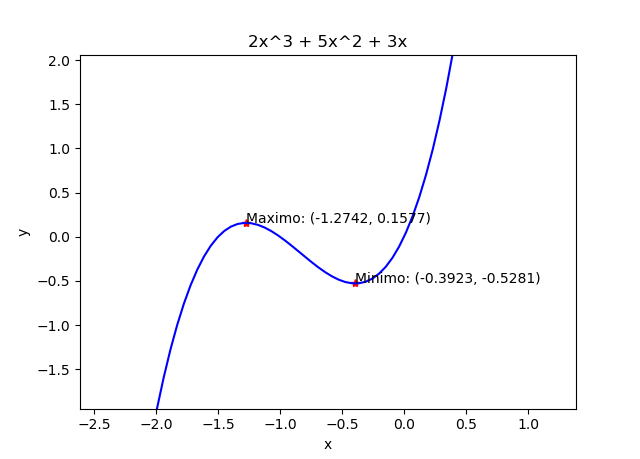 2x^3 + 5x^2 + 3x
2.0
1.5
1.0
0.5
0.0
−0.5
−1.0
−1.5
y
Maximo: (-1.2742, 0.1577)
Minimo: (-0.3923, -0.5281)
−2.5 −2.0 −1.5 −1.0 −0.5 0.0 0.5 1.0
x